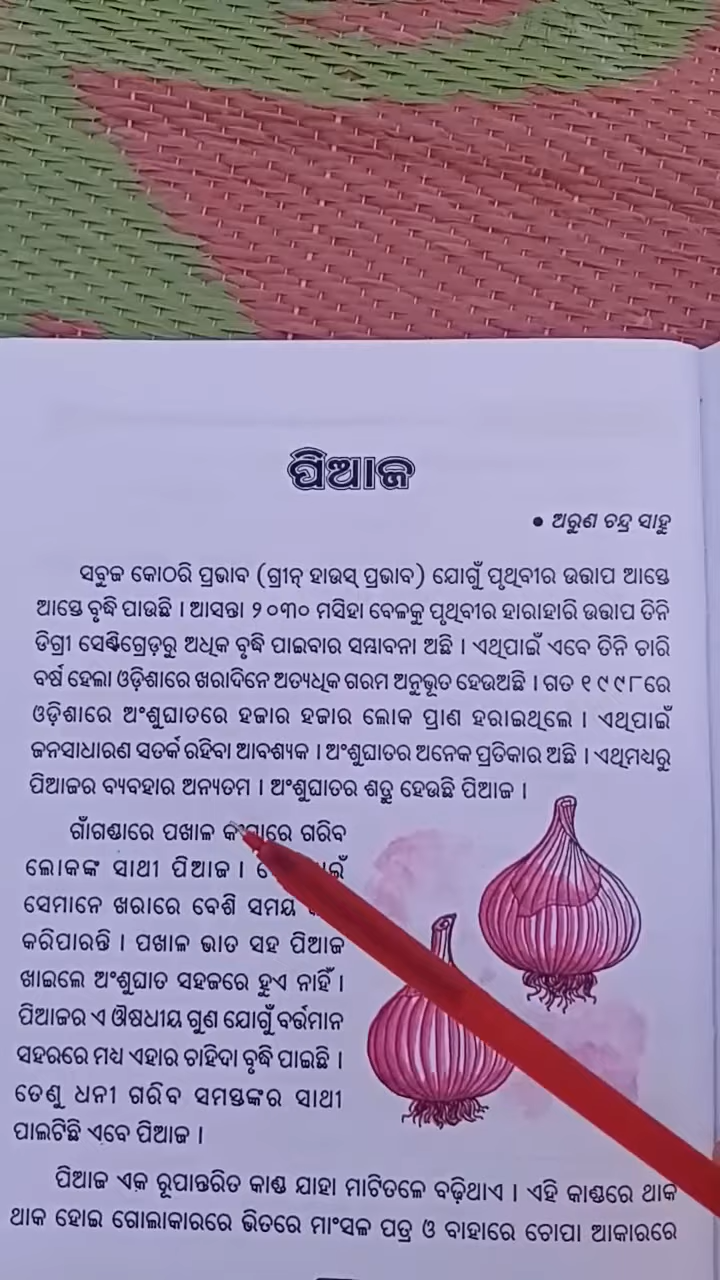 ପିଆଜ
• ଅରୁଣ ଚନ୍ଦ୍ର ସାହୁ
ସବୁଜ କୋଠରି ପ୍ରଭାବ (ଗ୍ରୀନ୍ ହାଉସ୍ ପ୍ରଭାବ) ଯୋଗୁଁ ପୃଥିବୀର ଉତ୍ତାପ ଆସ୍ତେ
ଆସ୍ତେ ବୃଦ୍ଧି ପାଉଛି । ଆସନ୍ତା ୨୦୩୦ ମସିହା ବେଳକୁ ପୃଥିବୀର ହାରାହାରି ଉତ୍ତାପ ତିନି
ଡିଗ୍ରୀ ସେଣ୍ଟିଗ୍ରେଡ଼ରୁ ଅଧିକ ବୃଦ୍ଧି ପାଇବାର ସମ୍ଭାବନା ଅଛି । ଏଥିପାଇଁ ଏବେ ତିନି ଚାରି
ବର୍ଷ ହେଲା ଓଡ଼ିଶାରେ ଖରାଦିନେ ଅତ୍ୟଧିକ ଗରମ ଅନୁଭୂତ ହେଉଅଛି । ଗତ ୧୯୯୮ରେ
ଓଡ଼ିଶାରେ ଅଂଶୁଘାତରେ ହଜାର ହଜାର ଲୋକ ପ୍ରାଣ ହରାଇଥିଲେ । ଏଥିପାଇଁ
ଜନସାଧାରଣ ସତର୍କ ରହିବା ଆବଶ୍ୟକ । ଅଂଶୁଘାତର ଅନେକ ପ୍ରତିକାର ଅଛି । ଏଥିମଧ୍ୟରୁ
ପିଆଜର ବ୍ୟବହାର ଅନ୍ୟତମ । ଅଂଶୁଘାତର ଶତ୍ରୁ ହେଉଛି ପିଆଜ ।
ଗାଁଗଣ୍ଡାରେ ପଖାଳ ଗରିବ
ଲୋକଙ୍କ ସାଥୀ ପିଆଜ ।
ସେମାନେ ଖରାରେ ବେଶି ସମୟ
କରିପାରନ୍ତି । ପଖାଳ ଭାତ ସହ ପିଆଜ
ଖାଇଲେ ଅଂଶୁଘାତ ସହଜରେ ହୁଏ ନାହିଁ ।
ପିଆଜର ଏ ଔଷଧୀୟ ଗୁଣ ଯୋଗୁଁ ବର୍ତ୍ତମାନ
ସହରରେ ମଧ୍ୟ ଏହାର ଚାହିଦା ବୃଦ୍ଧି ପାଇଛି ।
ତେଣୁ ଧନୀ ଗରିବ ସମସ୍ତଙ୍କର ସାଥୀ
ପାଲଟିଛି ଏବେ ପିଆଜ ।
ପିଆଜ ଏକ ରୂପାନ୍ତରିତ କାଣ୍ଡ ଯାହା ମାଟିତଳେ ବଢ଼ିଥାଏ । ଏହି କାଣ୍ଡରେ ଥାକ
ଥାକ ହୋଇ ଗୋଲାକାରରେ ଭିତରେ ମାଂସଳ ପତ୍ର ଓ ବାହାରେ ଚୋପା ଆକାରରେ